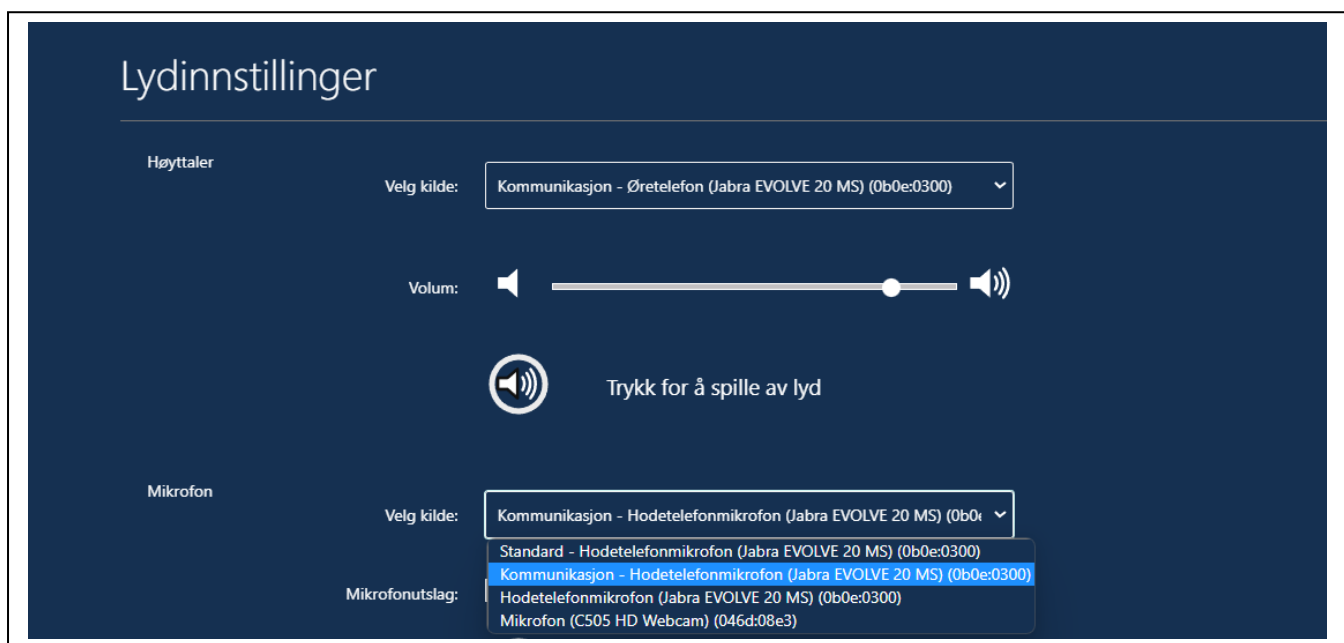 Lydinnstillinger
Høyttaler
Velg kilde: Kommunikasjon - Øretelefon (Jabra EVOLVE 20 MS) (0b0e:0300)
Volum:
Trykk for å spille av lyd
Mikrofon
Velg kilde: Kommunikasjon - Hodetelefonmikrofon (Jabra EVOLVE 20 MS) (0b0e
Standard - Hodetelefonmikrofon (Jabra EVOLVE 20 MS) (0b0e:0300)
Kommunikasjon - Hodetelefonmikrofon (Jabra EVOLVE 20 MS) (0b0e:0300)
Mikrofonutslag:
Hodetelefonmikrofon (Jabra EVOLVE 20 MS) (0b0e:0300)
Mikrofon (C505 HD Webcam) (046d:08e3)